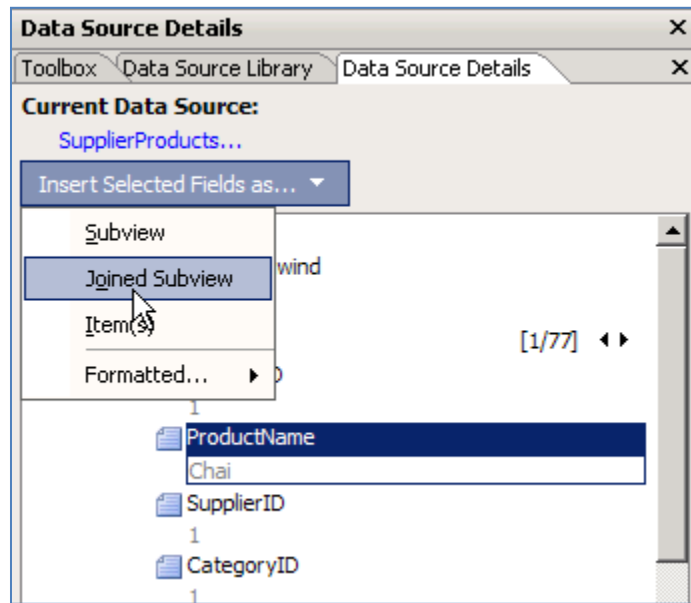 Data Source Details
Toolbox Data Source Library Data Source Details
Current Data Source:
SupplierProducts...
Insert Selected Fields as...
Subview
wind
Joined Subview
Item(s)
[1/77]
Formatted...
1
ProductName
Chai
SupplierID
1
CategoryID
1